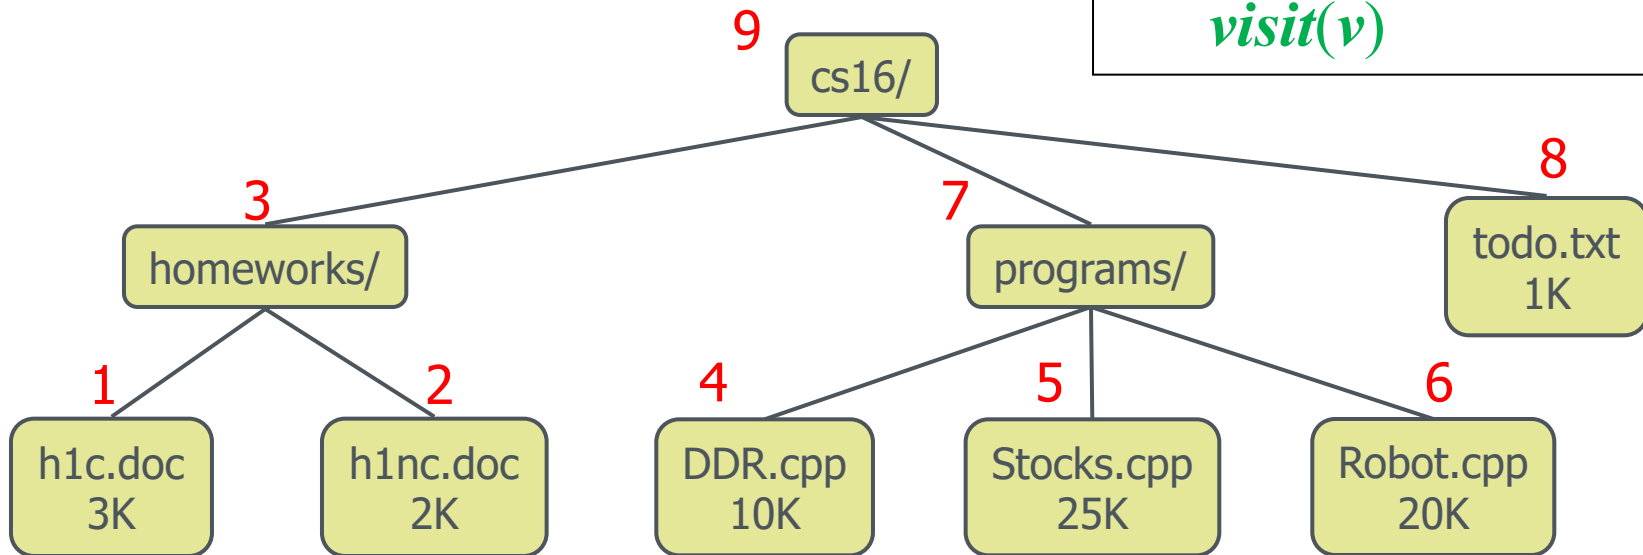 visit(v)
9
cs16/
8
3
7
homeworks/
programs/
todo.txt
1K
1
2
4
5
6
h1c.doc
3K
h1nc.doc
2K
DDR.cpp
10K
Stocks.cpp
25K
Robot.cpp
20K